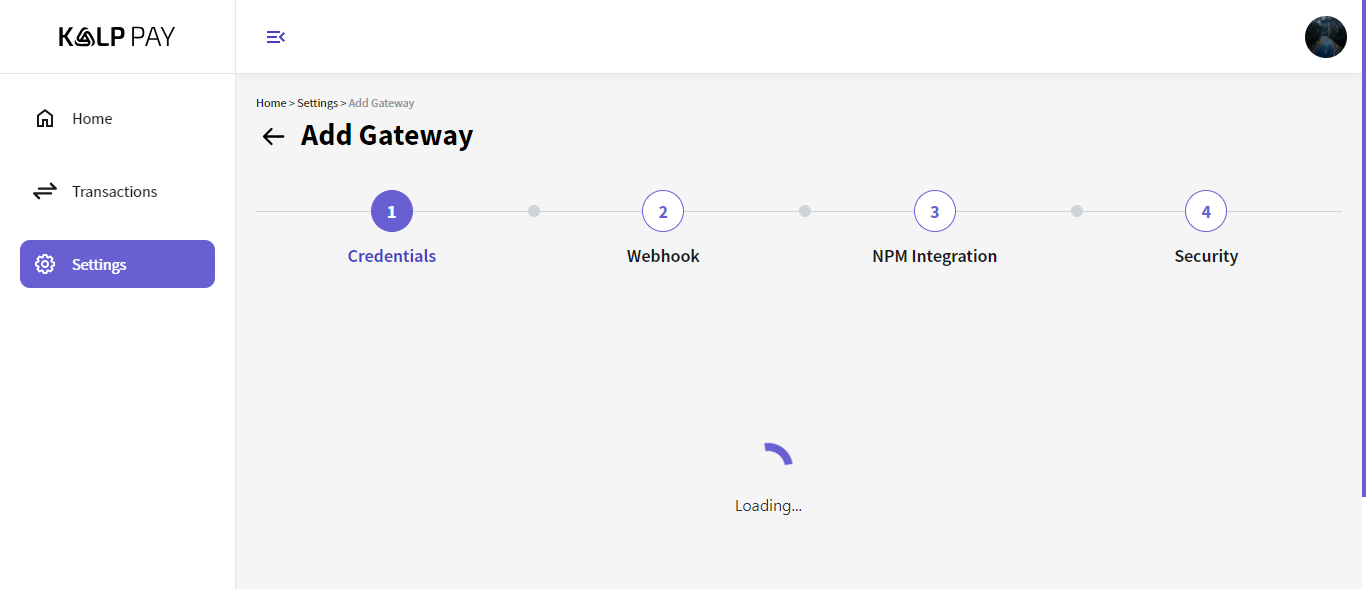 KALP PAY
Home
Transactions
Settings
Home > Settings > Add Gateway
Add Gateway
1
2
3
4
Credentials
Webhook
NPM Integration
Security
Loading...